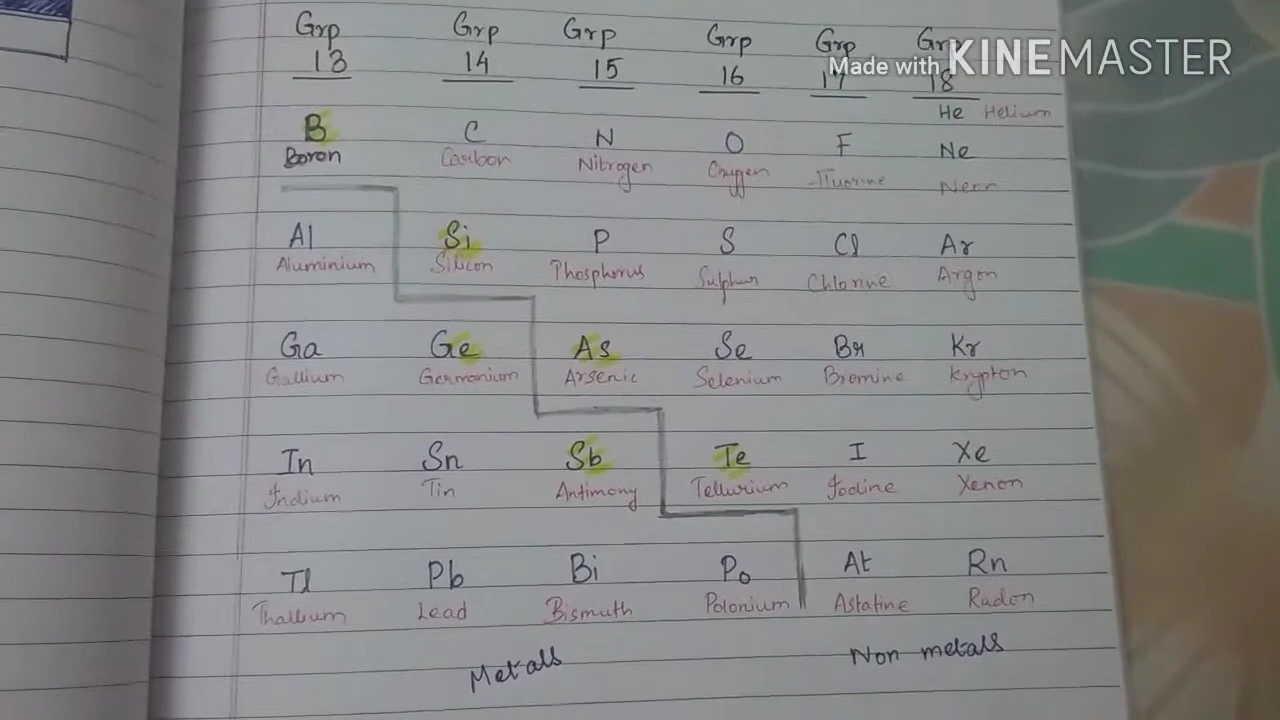 Grp Grp Grp Grp Grp Grp
Made with KINEMASTER
13 14 15 16 17 18
He Helium
B C N O F Ne
Boron Carbon Nitrogen Oxygen Fluorine Neon
Al Si P S Cl Ar
Aluminium Silicon Phosphorus Sulphur Chlorine Argon
Ga Ge As Se Br Kr
Gallium Germanium Arsenic Selenium Bromine Krypton
In Sn Sb Te I Xe
Indium Tin Antimony Tellurium Iodine Xenon
Tl Pb Bi Po At Rn
Thallium Lead Bismuth Polonium Astatine Radon
Metals Non metals